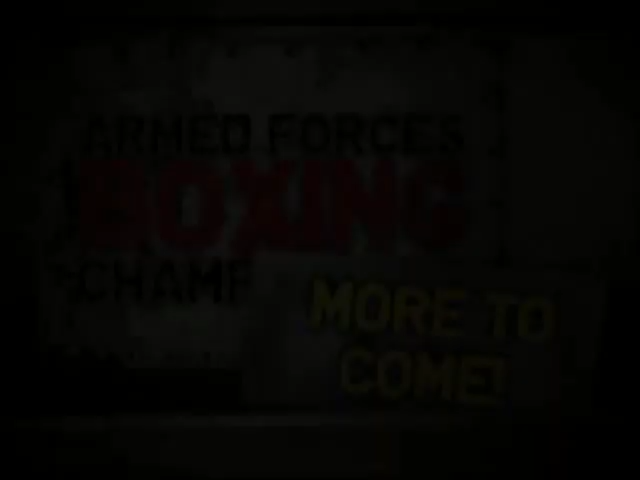 ARMED FORCES
BOXING
CHAMP
MORE TO
COME!